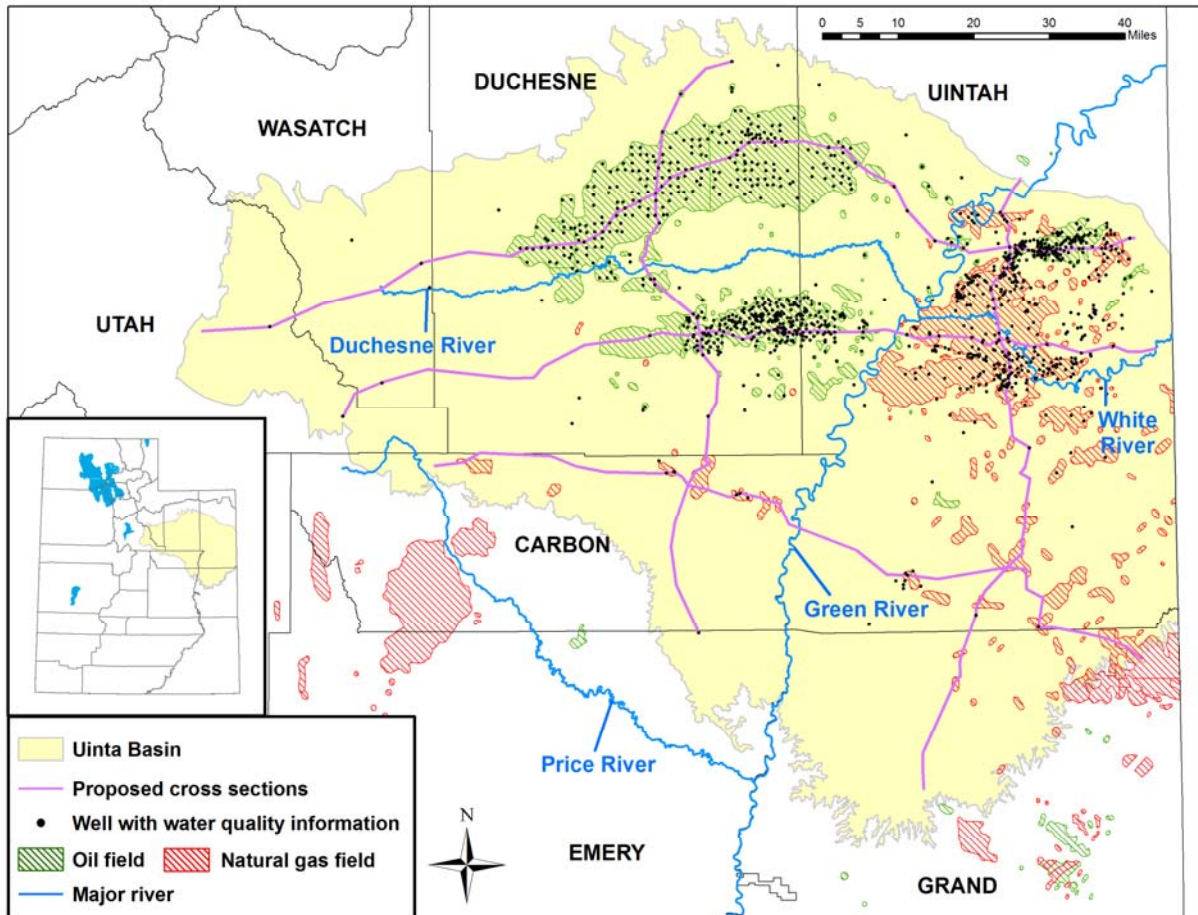 0 5 10 20 30 40
Miles
DUCHESNE
UINTAH
WASATCH
UTAH
Duchesne River
White
River
CARBON
Green River
Price River
N
EMERY
GRAND
Uinta Basin
Proposed cross sections
Well with water quality information
Oil field
Natural gas field
Major river